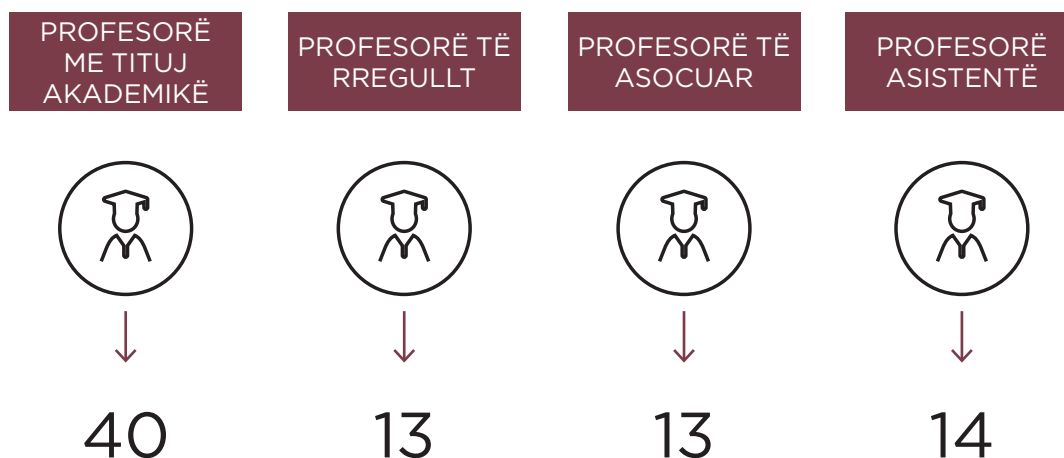 PROFESORË
ME TITUJ
AKADEMIKË
PROFESORË TË
RREGULLT
PROFESORË TË
ASOCUAR
PROFESORË
ASISTENTË
40
13
13
14